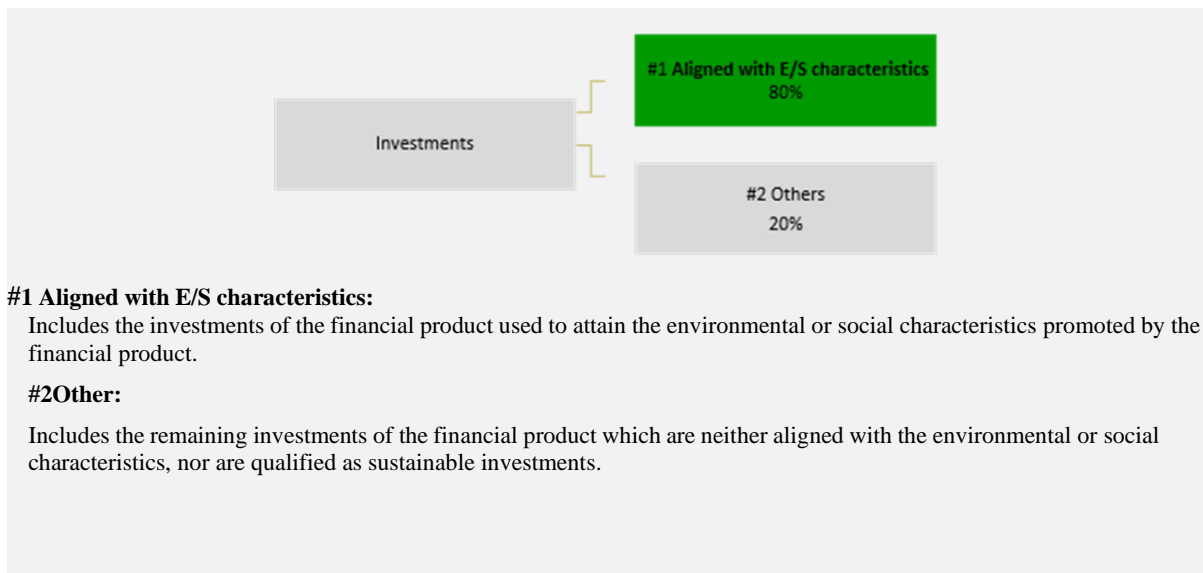 #1 Aligned with E/S characteristics
80%
Investments
#2 Others
20%
#1 Aligned with E/S characteristics:
Includes the investments of the financial product used to attain the environmental or social characteristics promoted by the
financial product.
#2Other:
Includes the remaining investments of the financial product which are neither aligned with the environmental or social
characteristics, nor are qualified as sustainable investments.